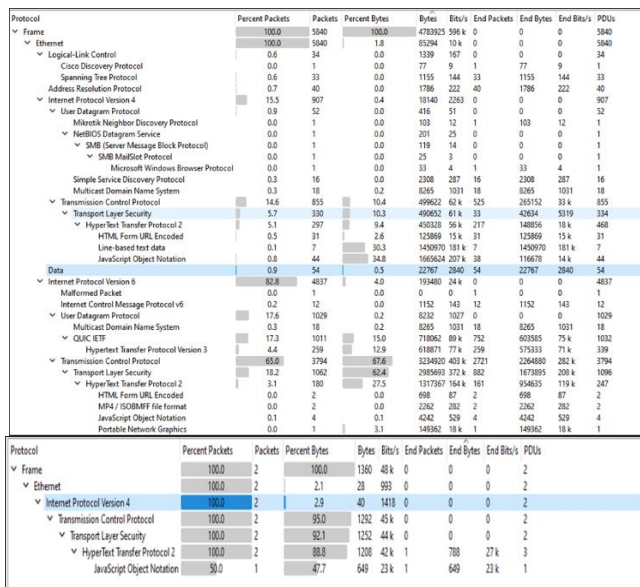 Protocol Percent Packets Packets Percent Bytes Bytes Bits/s End Packets End Bytes End Bits/s PDUs
Frame 100.0 5840 100.0 4783925 596 k 0 0 0 5840
Ethernet 100.0 5840 1.8 85294 10 k 0 0 0 5840
Logical-Link Control 0.6 34 0.0 1339 167 0 0 0 34
Cisco Discovery Protocol 0.0 1 0.0 77 9 1 77 9 1
Spanning Tree Protocol 0.6 33 0.0 1155 144 33 1155 144 33
Address Resolution Protocol 0.7 40 0.0 1786 222 40 1786 222 40
Internet Protocol Version 4 15.5 907 0.4 18140 2263 0 0 0 907
User Datagram Protocol 0.9 52 0.0 416 51 0 0 0 52
Mikrotik Neighbor Discovery Protocol 0.0 1 0.0 103 12 1 103 12 1
NetBIOS Datagram Service 0.0 1 0.0 201 25 0 0 0 1
SMB (Server Message Block Protocol) 0.0 1 0.0 119 14 0 0 0 1
SMB MailSlot Protocol 0.0 1 0.0 25 3 0 0 0 1
Microsoft Windows Browser Protocol 0.0 1 0.0 33 4 1 33 4 1
Simple Service Discovery Protocol 0.3 16 0.0 2308 287 16 2308 287 16
Multicast Domain Name System 0.3 18 0.2 8265 1031 18 8265 1031 18
Transmission Control Protocol 14.6 855 10.4 499622 62 k 525 265152 33 k 855
Transport Layer Security 5.7 330 10.3 490652 61 k 33 42634 5319 334
HyperText Transfer Protocol 2 5.1 297 9.4 450328 56 k 217 148856 18 k 468
HTML Form URL Encoded 0.5 31 2.6 125869 15 k 31 125869 15 k 31
Line-based text data 0.1 7 30.3 1450970 181 k 7 1450970 181 k 7
JavaScript Object Notation 0.8 44 34.8 1665624 207 k 38 116678 14 k 44
Data 0.9 54 0.5 22767 2840 54 22767 2840 54
Internet Protocol Version 6 82.8 4837 4.0 193480 24 k 0 0 0 4837
Malformed Packet 0.0 1 0.0 0 0 1 0 0 1
Internet Control Message Protocol v6 0.2 12 0.0 1152 143 12 1152 143 12
User Datagram Protocol 17.6 1029 0.2 8232 1027 0 0 0 1029
Multicast Domain Name System 0.3 18 0.2 8265 1031 18 8265 1031 18
QUIC IETF 17.3 1011 15.0 718062 89 k 752 603585 75 k 1032
Hypertext Transfer Protocol Version 3 4.4 259 12.9 618871 77 k 259 575333 71 k 339
Transmission Control Protocol 65.0 3794 67.6 3234920 403 k 2721 2264880 282 k 3794
Transport Layer Security 18.2 1062 62.4 2985693 372 k 882 1673895 208 k 1096
HyperText Transfer Protocol 2 3.1 180 27.5 1317367 164 k 161 954635 119 k 247
HTML Form URL Encoded 0.0 2 0.0 698 87 2 698 87 2
MP4 / ISOBMFF file format 0.0 2 0.0 2262 282 2 2262 282 2
JavaScript Object Notation 0.1 4 0.1 4242 529 4 4242 529 4
Portable Network Graphics 0.0 1 3.1 149362 18 k 1 149362 18 k 1
Protocol Percent Packets Packets Percent Bytes Bytes Bits/s End Packets End Bytes End Bits/s PDUs
Frame 100.0 2 100.0 1360 48 k 0 0 0 2
Ethernet 100.0 2 2.1 28 993 0 0 0 2
Internet Protocol Version 4 100.0 2 2.9 40 1418 0 0 0 2
Transmission Control Protocol 100.0 2 95.0 1292 45 k 0 0 0 2
Transport Layer Security 100.0 2 92.1 1252 44 k 0 0 0 2
HyperText Transfer Protocol 2 100.0 2 88.8 1208 42 k 1 788 27 k 3
JavaScript Object Notation 50.0 1 47.7 649 23 k 1 649 23 k 1